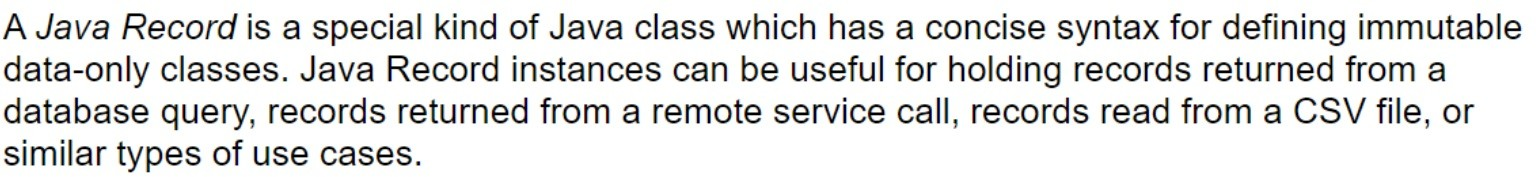 A Java Record is a special kind of Java class which has a concise syntax for defining immutable
data-only classes. Java Record instances can be useful for holding records returned from a
database query, records returned from a remote service call, records read from a CSV file, or
similar types of use cases.